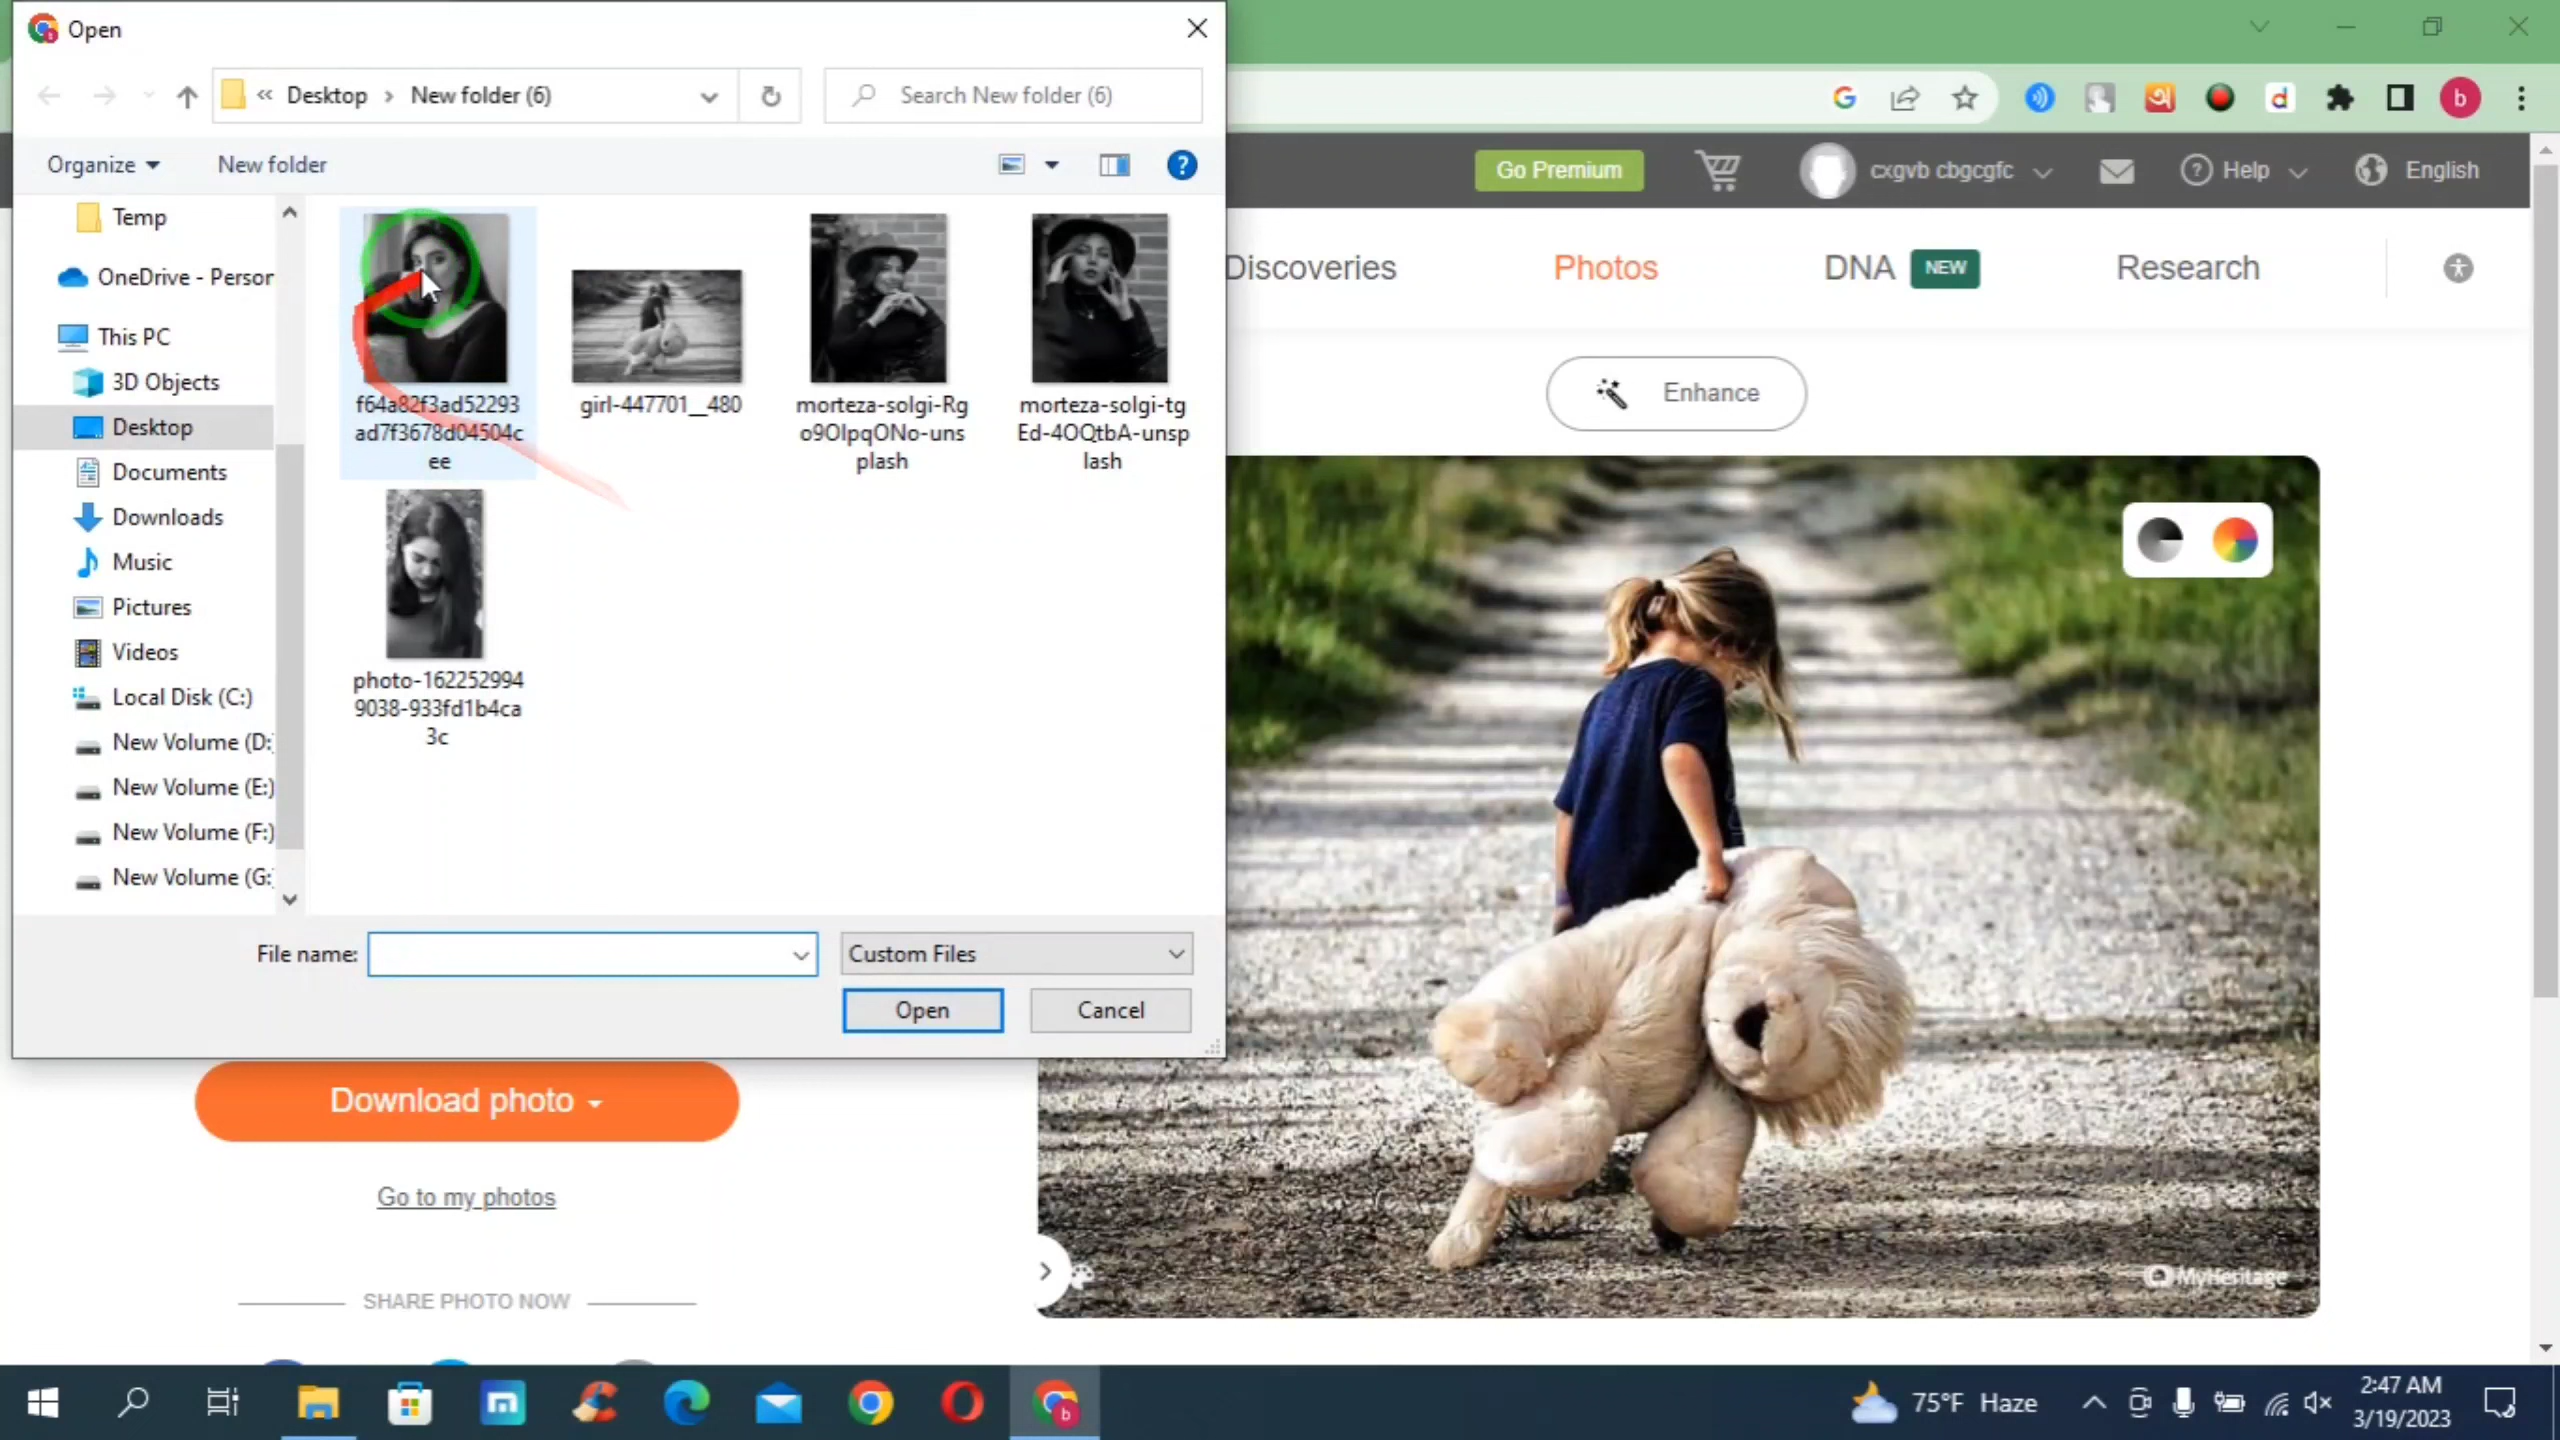 Open
Desktop
New folder (6)
Search New folder (6)
Organize
New folder
Temp
OneDrive - Person
This PC
3D Objects
Desktop
Documents
Downloads
Music
Pictures
Videos
Local Disk (C:)
New Volume (D:
New Volume (E:)
New Volume (F:)
New Volume (G:
f64a82f3ad52293
ad7f3678d04504c
ee
girl-447701__480
morteza-solgi-Rg
o9OlpqONo-uns
plash
morteza-solgi-tg
Ed-4OQtbA-unsp
lash
photo-162252994
9038-933fd1b4ca
3c
File name:
Custom Files
Open
Cancel
b
Go Premium
cxgvb cbgcgfc
Help
English
Discoveries
Photos
DNA
NEW
Research
Enhance
MyHeritage
Download photo
Go to my photos
SHARE PHOTO NOW
75°F Haze
2:47 AM
3/19/2023